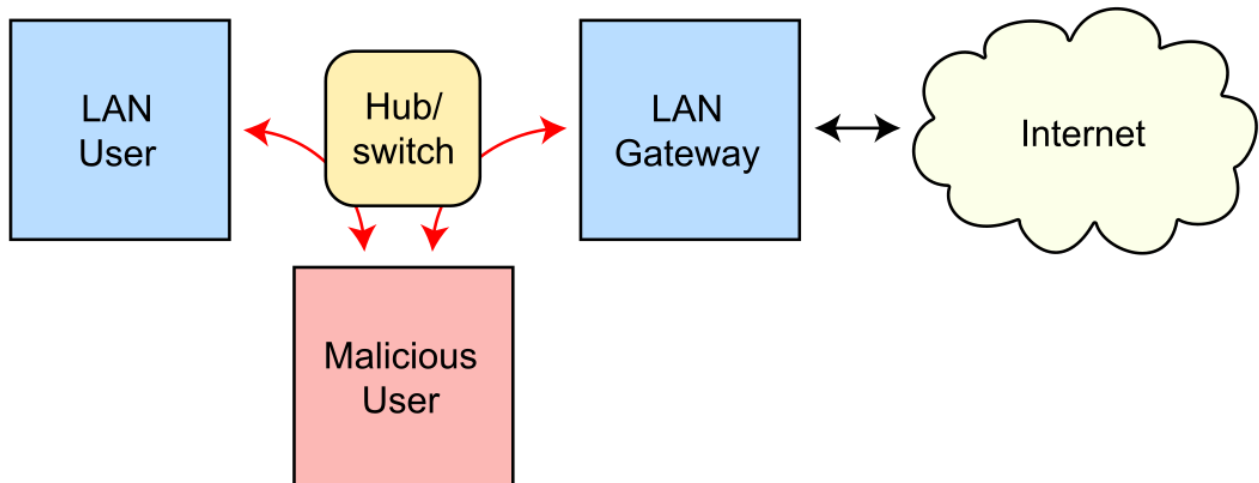 LAN
User
Hub/
switch
LAN
Gateway
Internet
Malicious
User